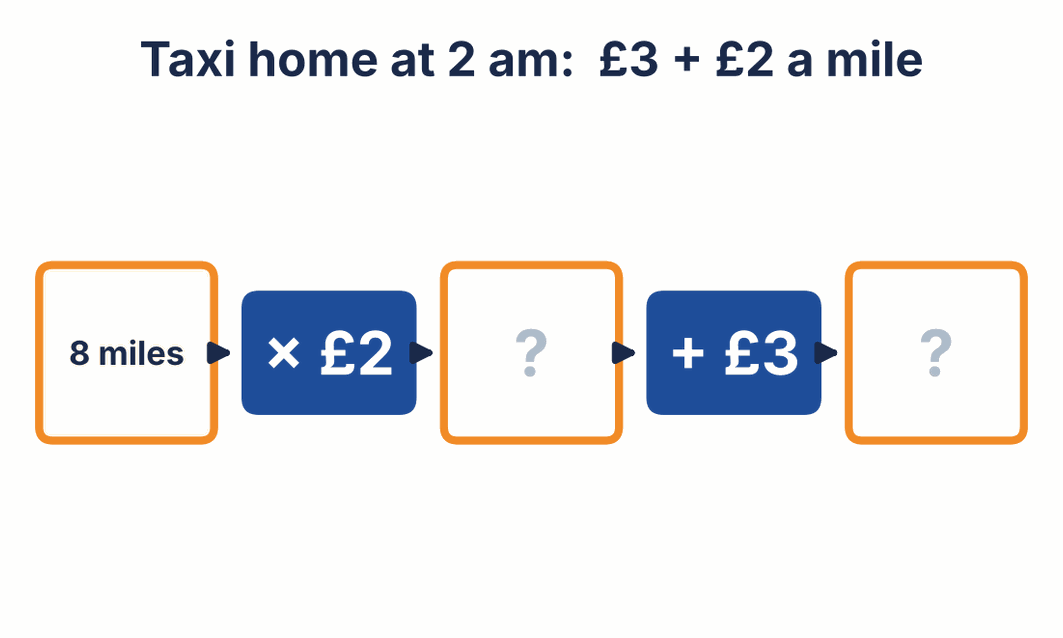 Taxi home at 2 am: £3 + £2 a mile
8 miles
× £2
?
+ £3
?